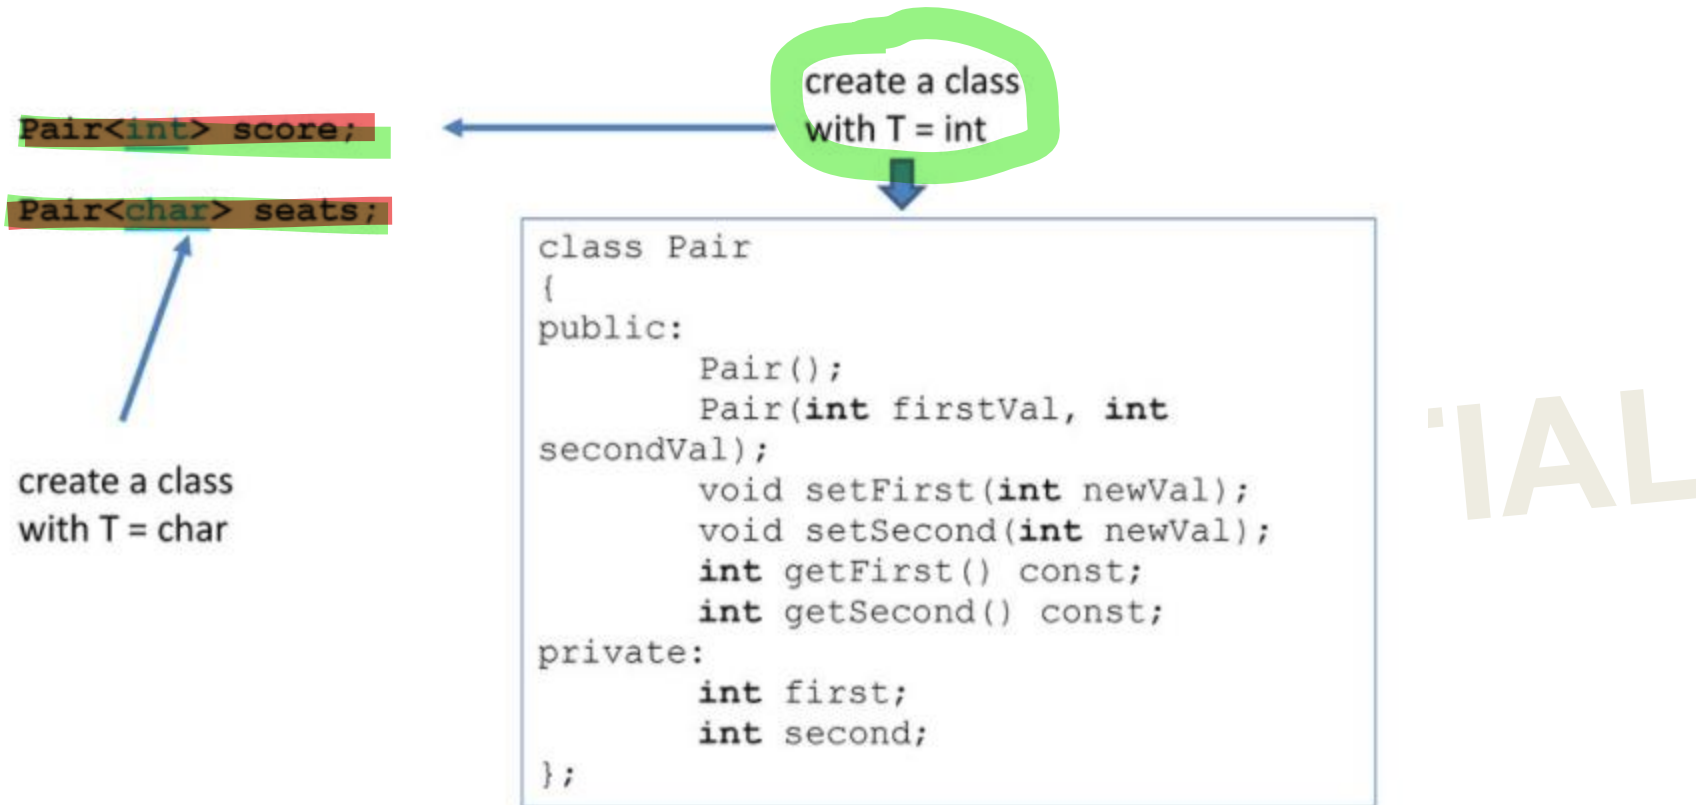 create a class
with T = int
Pair<int> score;
Pair<char> seats;
class Pair
{
public:
Pair();
Pair(int firstVal, int
secondVal);
void setFirst(int newVal);
void setSecond(int newVal);
int getFirst() const;
int getSecond() const;
private:
int first;
int second;
};
create a class
with T = char
IAL